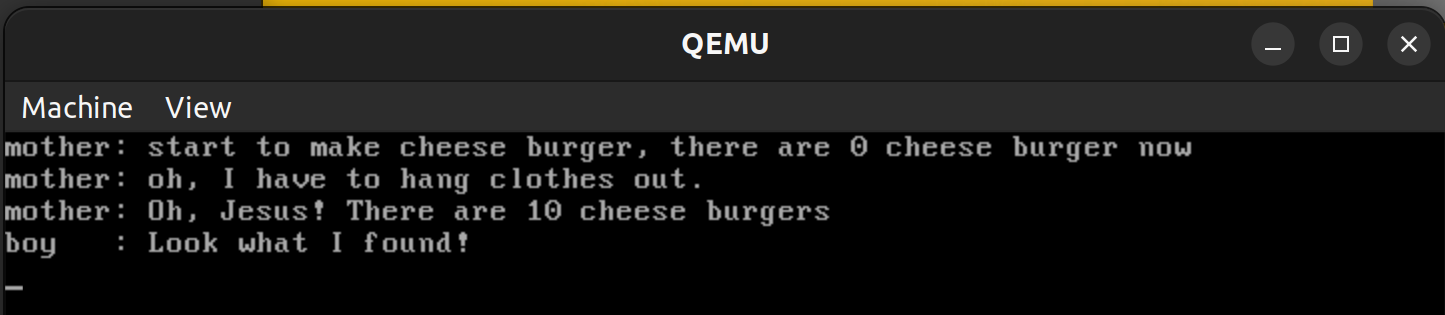 QEMU
Machine View
mother: start to make cheese burger, there are 0 cheese burger now
mother: oh, I have to hang clothes out.
mother: Oh, Jesus! There are 10 cheese burgers
boy   : Look what I found!
_